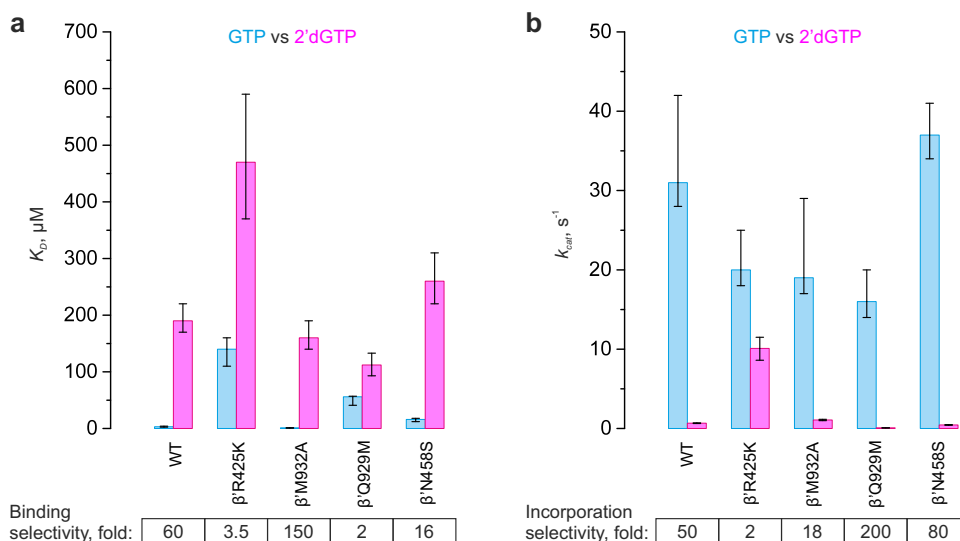 a
GTP vs 2'dGTP
K_D, µM
700
600
500
400
300
200
100
0
WT
β'R425K
β'M932A
β'Q929M
β'N458S
Binding
selectivity, fold:
60 3.5 150 2 16
b
GTP vs 2'dGTP
k_cat, s⁻¹
50
40
30
20
10
0
WT
β'R425K
β'M932A
β'Q929M
β'N458S
Incorporation
selectivity, fold:
50 2 18 200 80